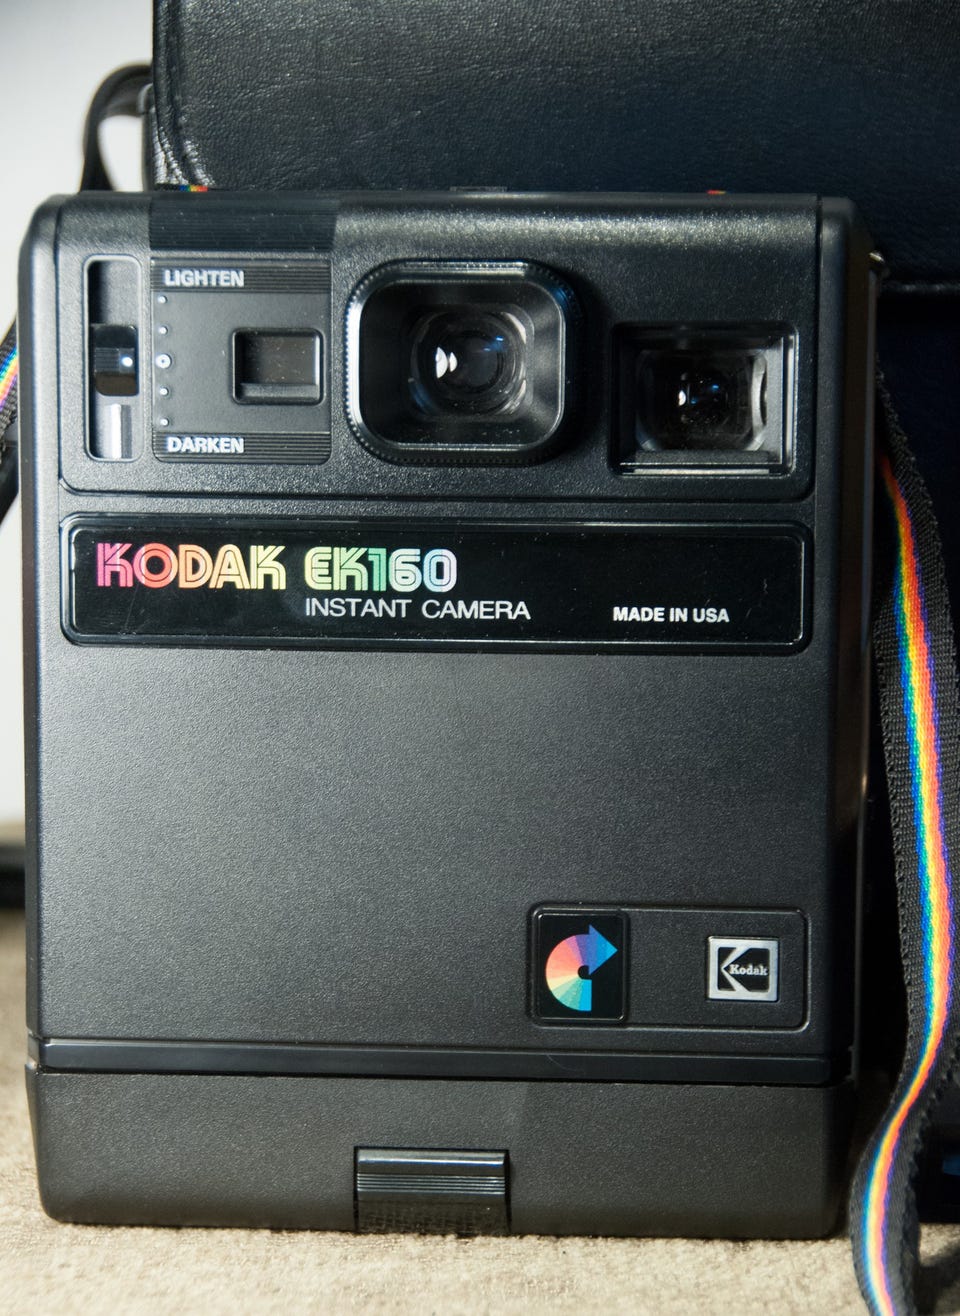 LIGHTEN
DARKEN
KODAK EK160
INSTANT CAMERA
MADE IN USA
Kodak